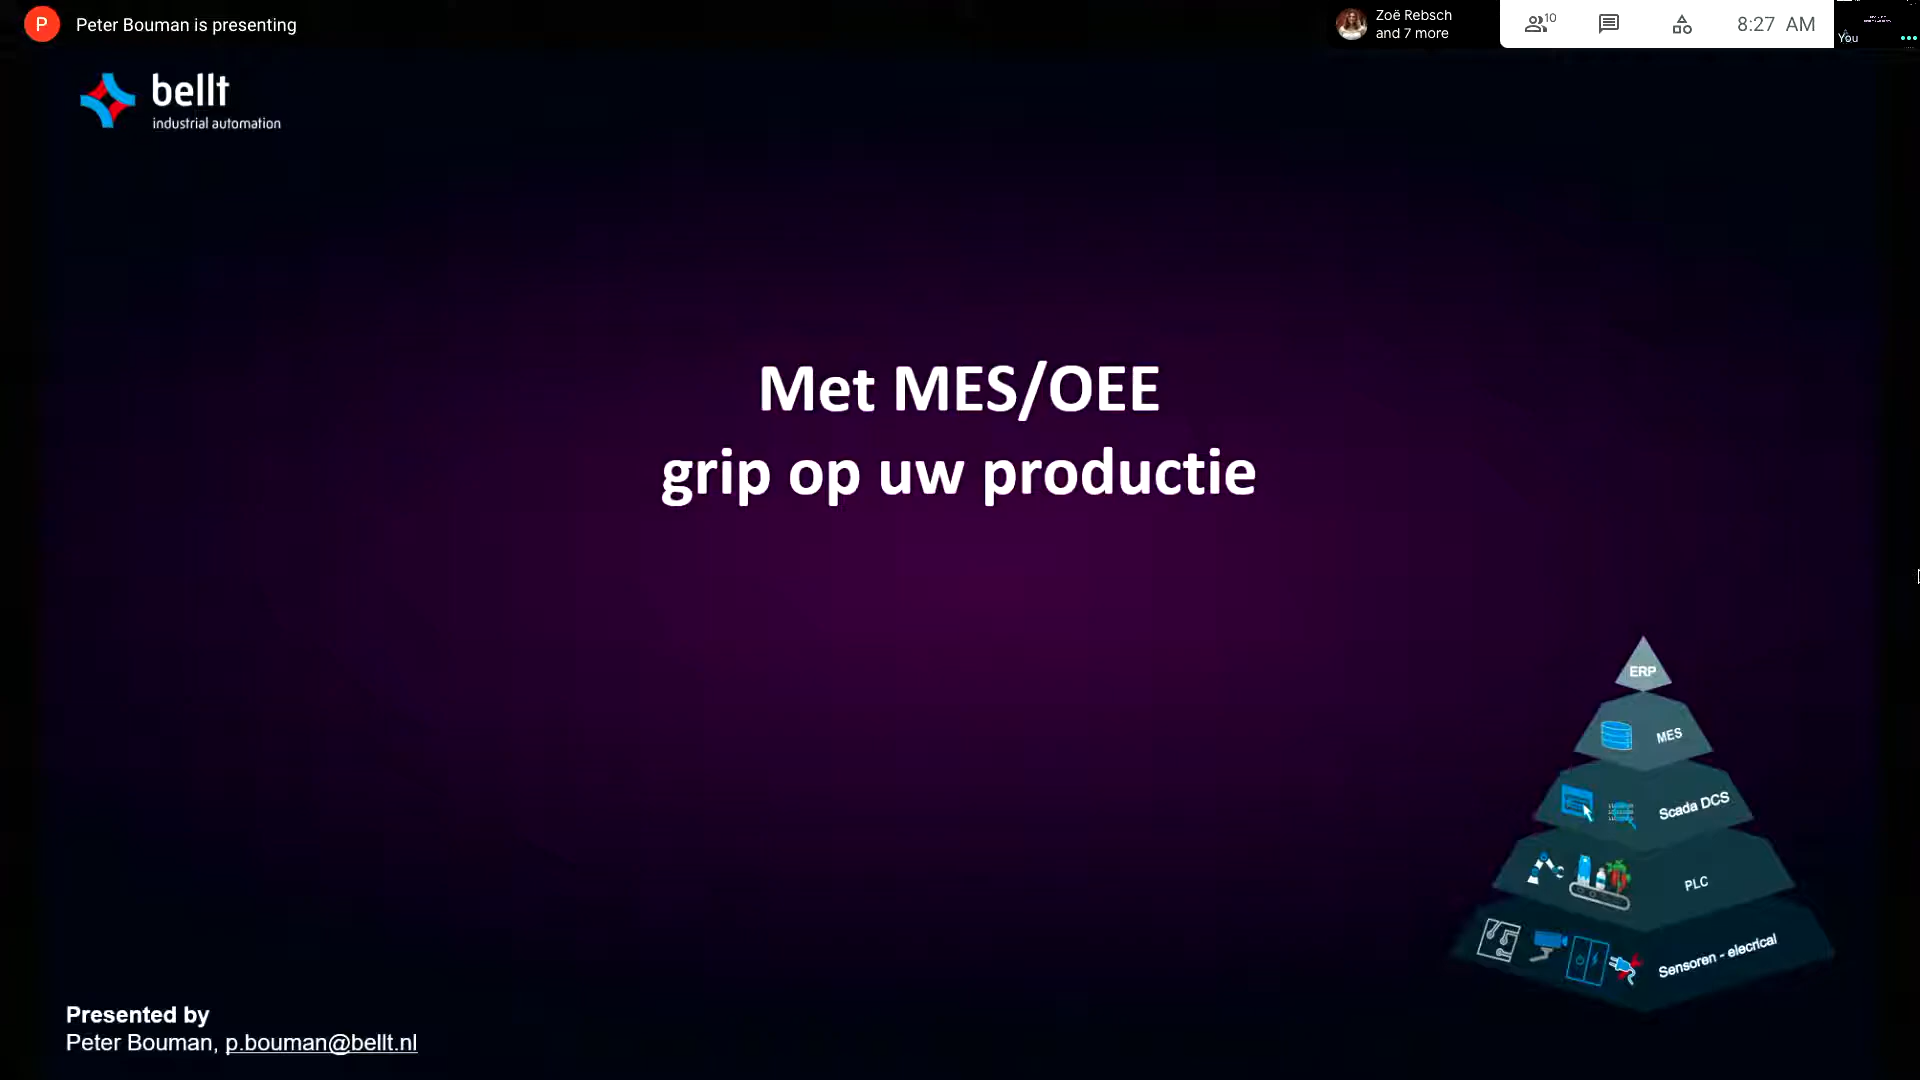 P
Peter Bouman is presenting
Zoë Rebsch
and 7 more
10
8:27 AM
You
bellt
industrial automation
Met MES/OEE
grip op uw productie
ERP
MES
Scada DCS
PLC
Sensoren - elecrical
Presented by
Peter Bouman, p.bouman@bellt.nl